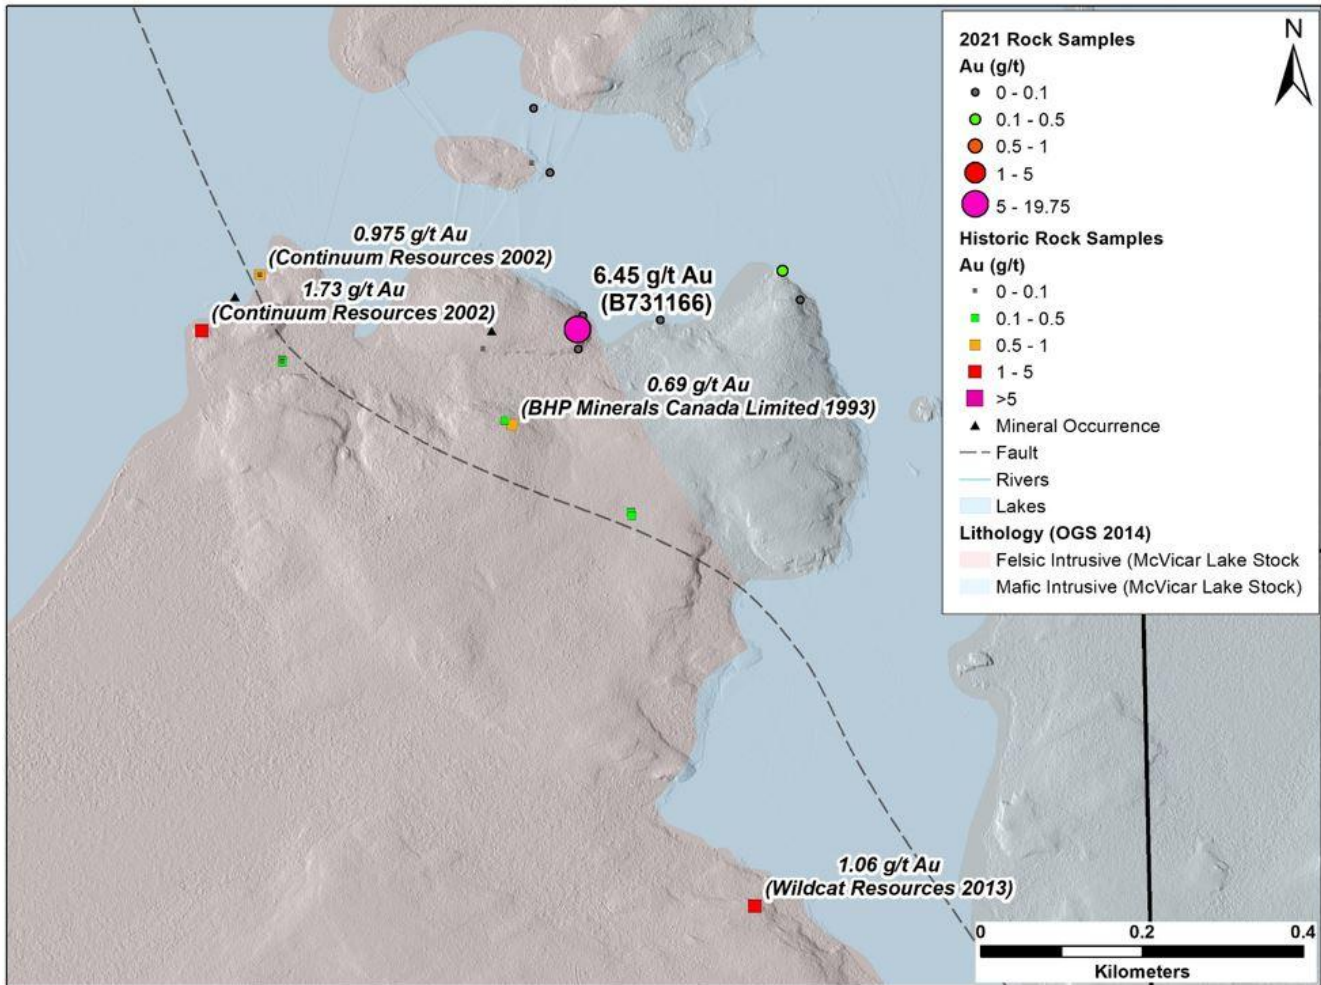 0.975 g/t Au
(Continuum Resources 2002)
1.73 g/t Au
(Continuum Resources 2002)
6.45 g/t Au
(B731166)
0.69 g/t Au
(BHP Minerals Canada Limited 1993)
1.06 g/t Au
(Wildcat Resources 2013)
2021 Rock Samples
Au (g/t)
0 - 0.1
0.1 - 0.5
0.5 - 1
1 - 5
5 - 19.75
Historic Rock Samples
Au (g/t)
0 - 0.1
0.1 - 0.5
0.5 - 1
1 - 5
>5
Mineral Occurrence
Fault
Rivers
Lakes
Lithology (OGS 2014)
Felsic Intrusive (McVicar Lake Stock
Mafic Intrusive (McVicar Lake Stock)
N
0 0.2 0.4
Kilometers